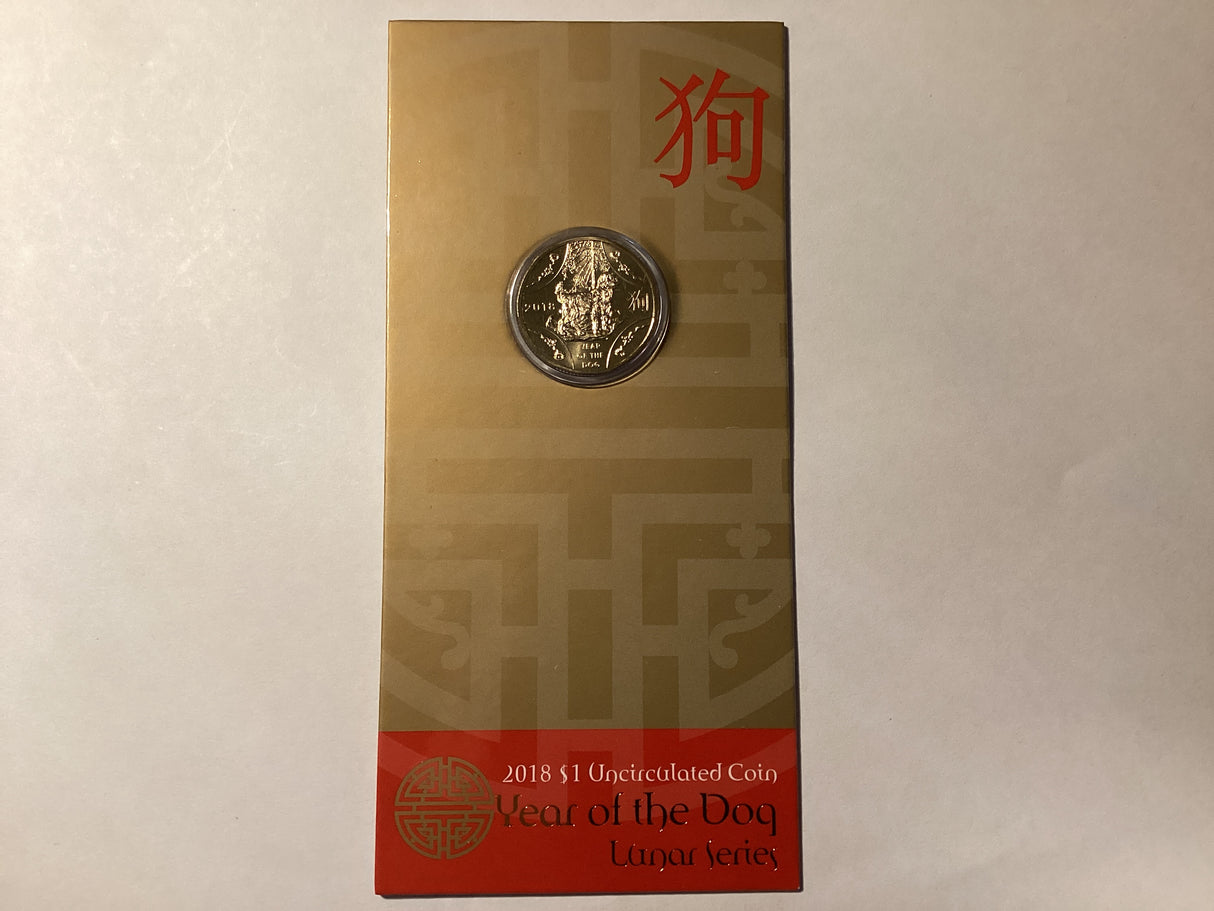 狗
2018 狗
YEAR
OF THE
DOG
2018 $1 Uncirculated Coin
Year of the Dog
Lunar Series